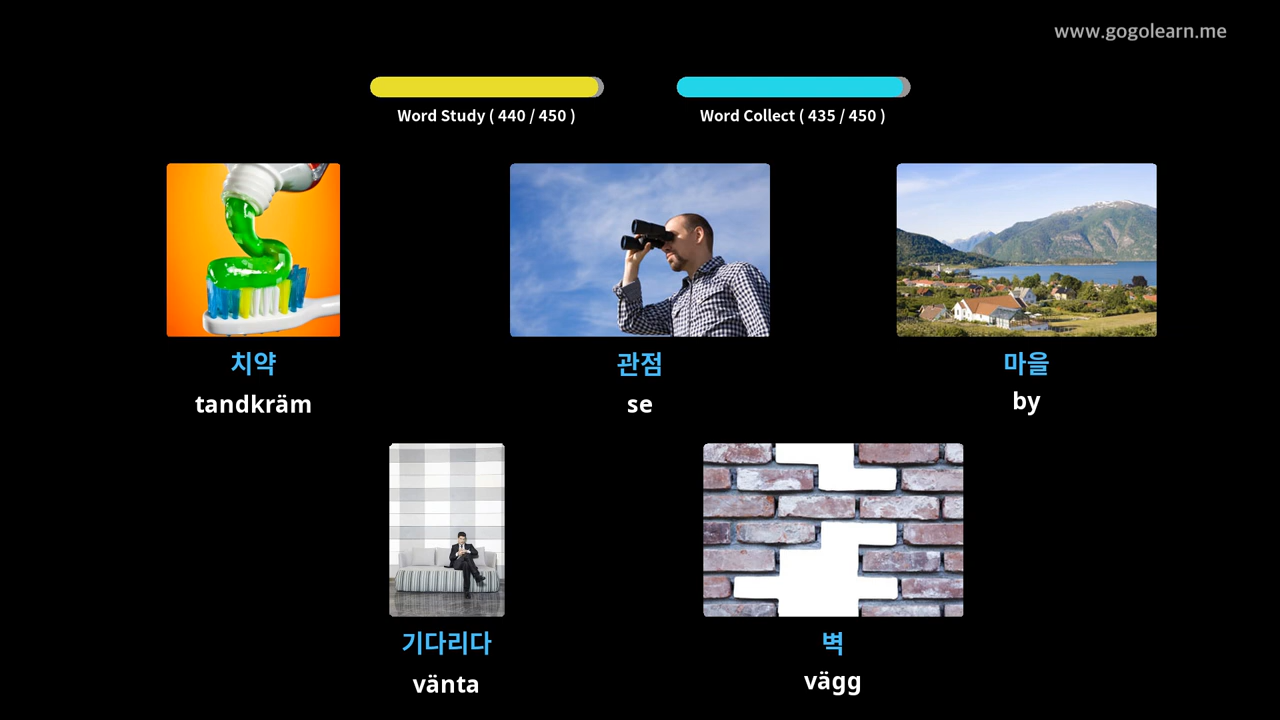 www.gogolearn.me
Word Study ( 440 / 450 )
Word Collect ( 435 / 450 )
치약
tandkräm
관점
se
마을
by
기다리다
vänta
벽
vägg